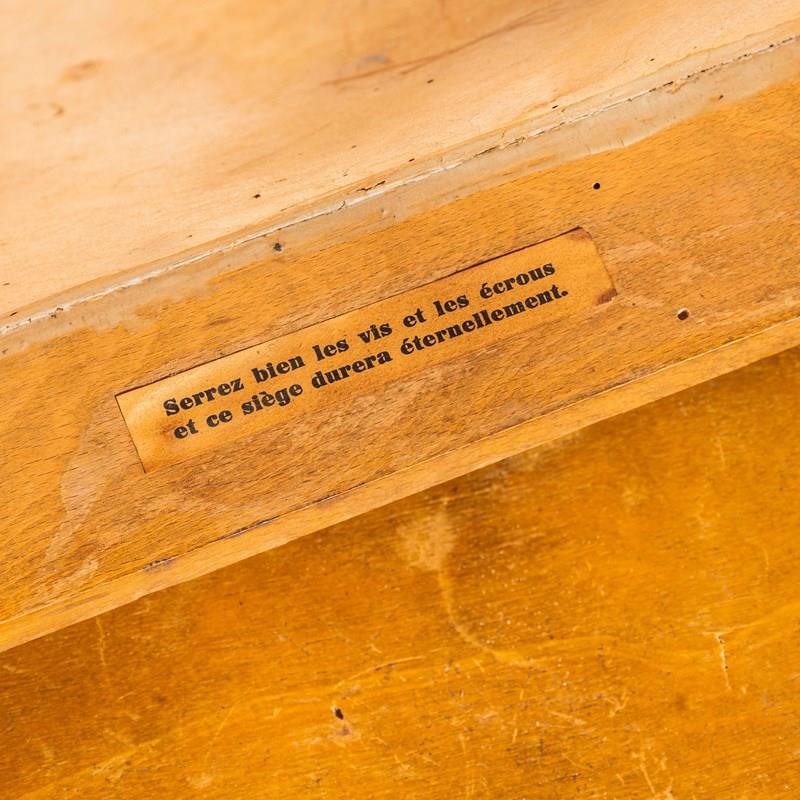 Serrez bien les vis et les écrous
et ce siège durera éternellement.